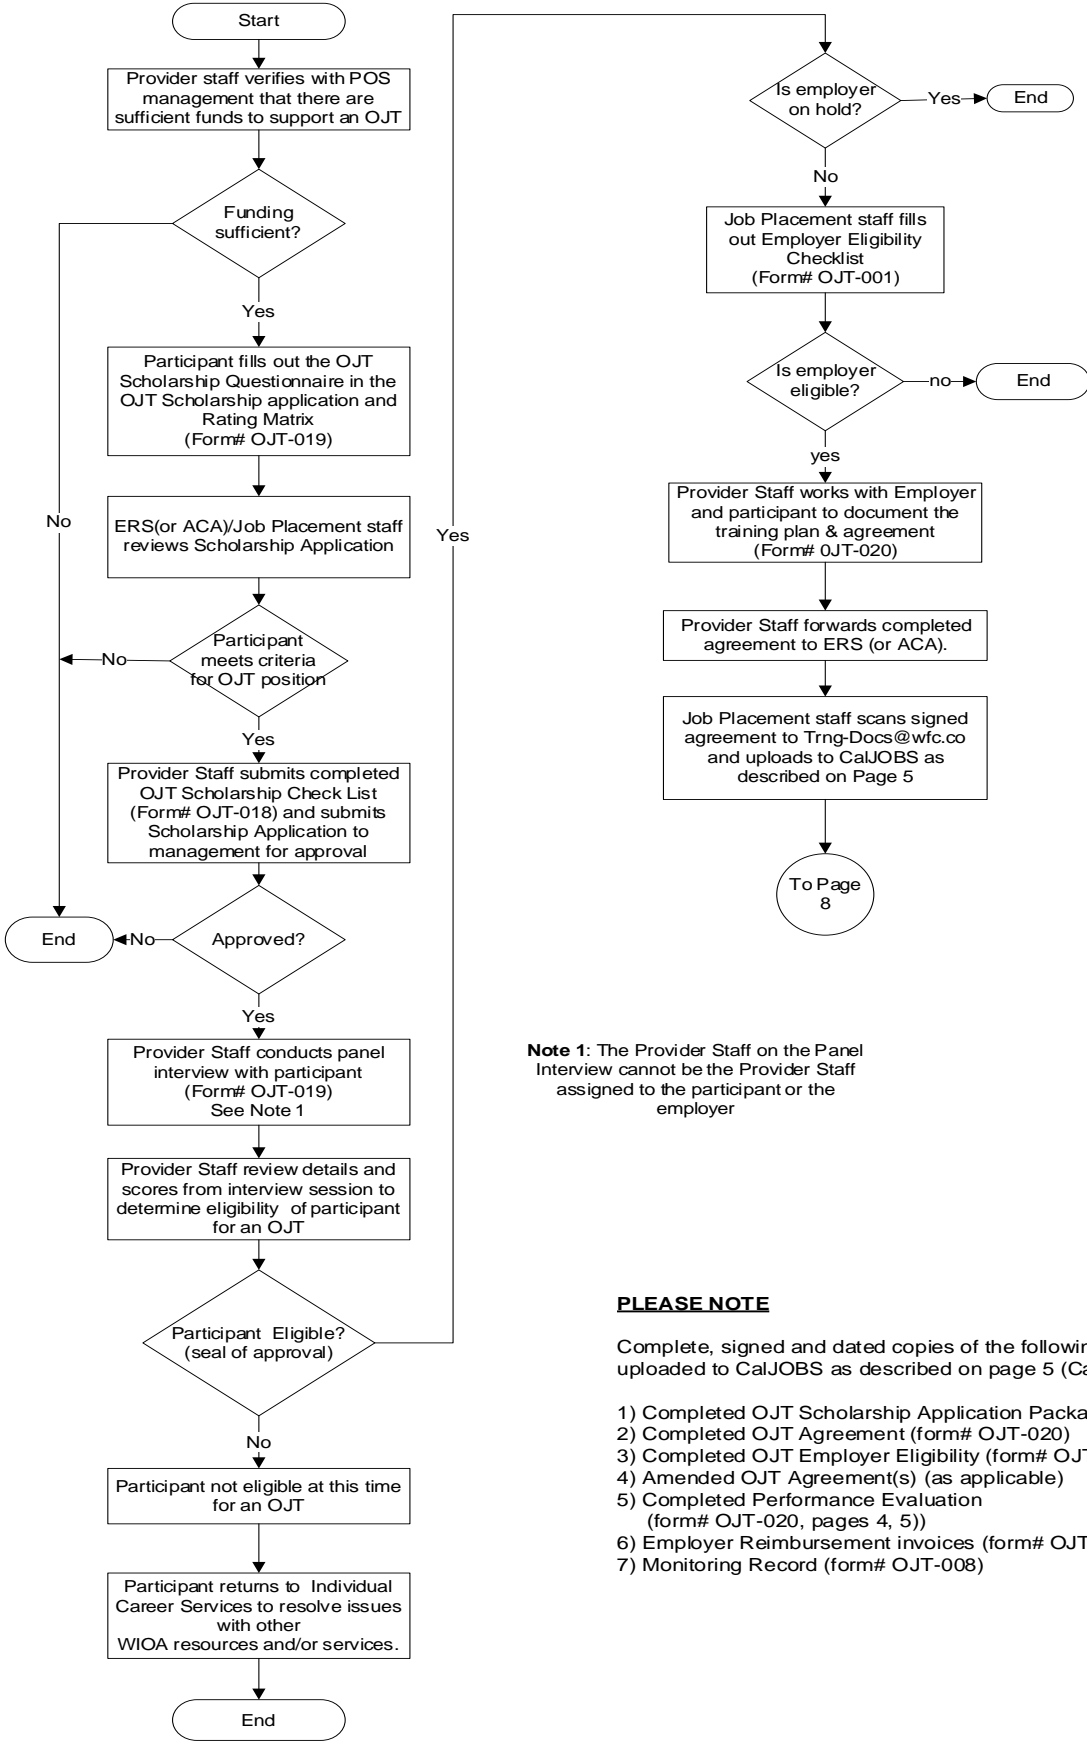 Start
Provider staff verifies with POS
management that there are
sufficient funds to support an OJT
Funding
sufficient?
No
Yes
Participant fills out the OJT
Scholarship Questionnaire in the
OJT Scholarship application and
Rating Matrix
(Form# OJT-019)
ERS(or ACA)/Job Placement staff
reviews Scholarship Application
Participant
meets criteria
for OJT position
No
Yes
Provider Staff submits completed
OJT Scholarship Check List
(Form# OJT-018) and submits
Scholarship Application to
management for approval
Approved?
No
End
Yes
Provider Staff conducts panel
interview with participant
(Form# OJT-019)
See Note 1
Provider Staff review details and
scores from interview session to
determine eligibility of participant
for an OJT
Participant Eligible?
(seal of approval)
Yes
No
Participant not eligible at this time
for an OJT
Participant returns to Individual
Career Services to resolve issues
with other
WIOA resources and/or services.
End
Is employer
on hold?
Yes
End
No
Job Placement staff fills
out Employer Eligibility
Checklist
(Form# OJT-001)
Is employer
eligible?
no
End
yes
Provider Staff works with Employer
and participant to document the
training plan & agreement
(Form# 0JT-020)
Provider Staff forwards completed
agreement to ERS (or ACA).
Job Placement staff scans signed
agreement to Trng-Docs@wfc.co
and uploads to CalJOBS as
described on Page 5
To Page
8
Note 1: The Provider Staff on the Panel
Interview cannot be the Provider Staff
assigned to the participant or the
employer
PLEASE NOTE
Complete, signed and dated copies of the
uploaded to CalJOBS as described on page 5
1) Completed OJT Scholarship Application
2) Completed OJT Agreement (form# OJT-020)
3) Completed OJT Employer Eligibility (form#
4) Amended OJT Agreement(s) (as applicable)
5) Completed Performance Evaluation
(form# OJT-020, pages 4, 5))
6) Employer Reimbursement invoices (form#
7) Monitoring Record (form# OJT-008)